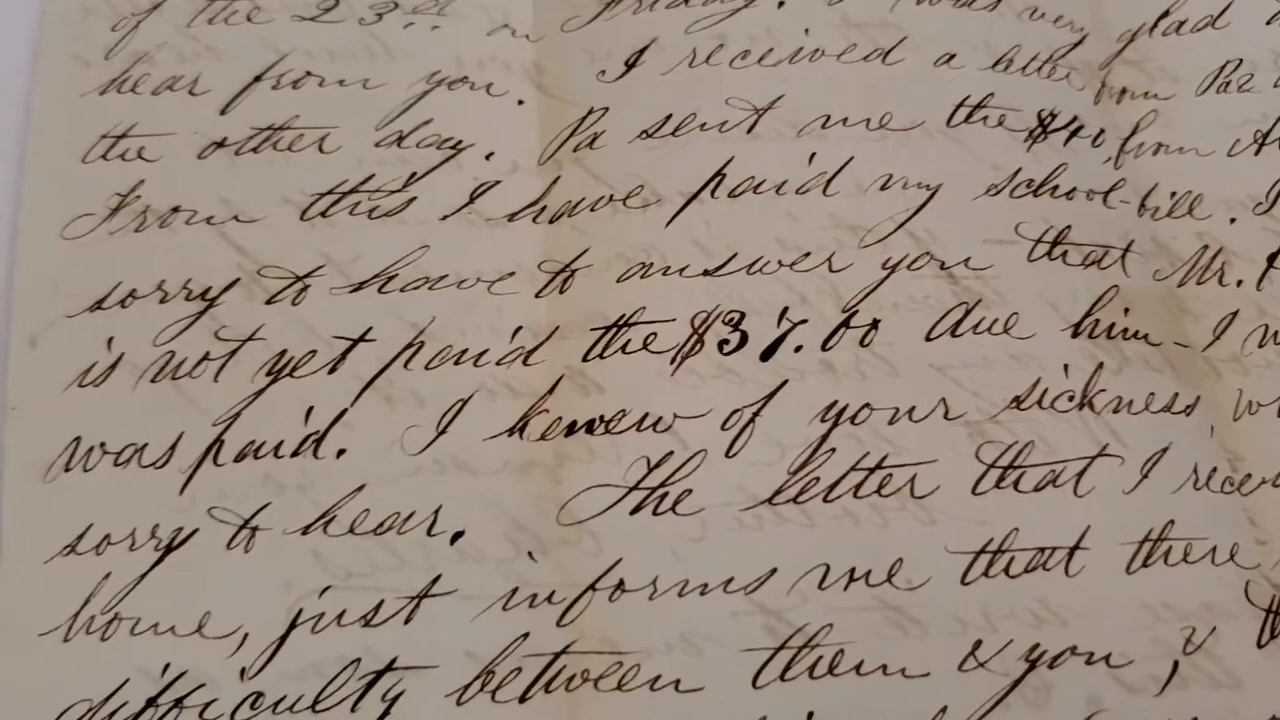 of the 23rd on Friday. I was very glad
hear from you. I received a letter from Pa &
the other day. Pa sent me the $40, from
From this I have paid my school-bill. I
sorry to have to answer you that Mr.
is not yet paid the $37.00 due him - I
was paid. I kenew of your sickness,
sorry to hear. The letter that I
home, just informs me that there
difficulty between them & you, &